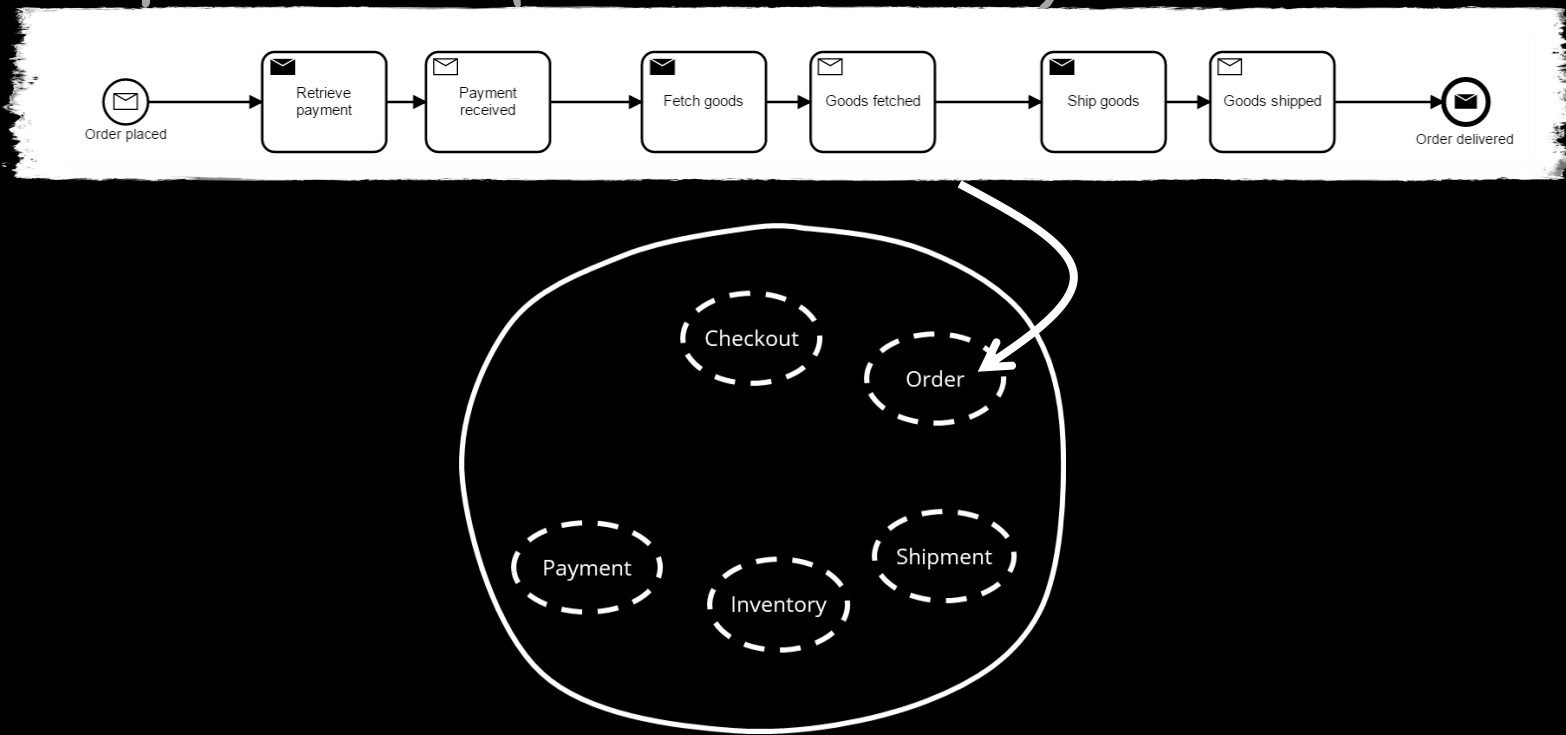 Retrieve
payment
Payment
received
Fetch goods
Goods fetched
Ship goods
Goods shipped
Order placed
Order delivered
Checkout
Order
Payment
Inventory
Shipment